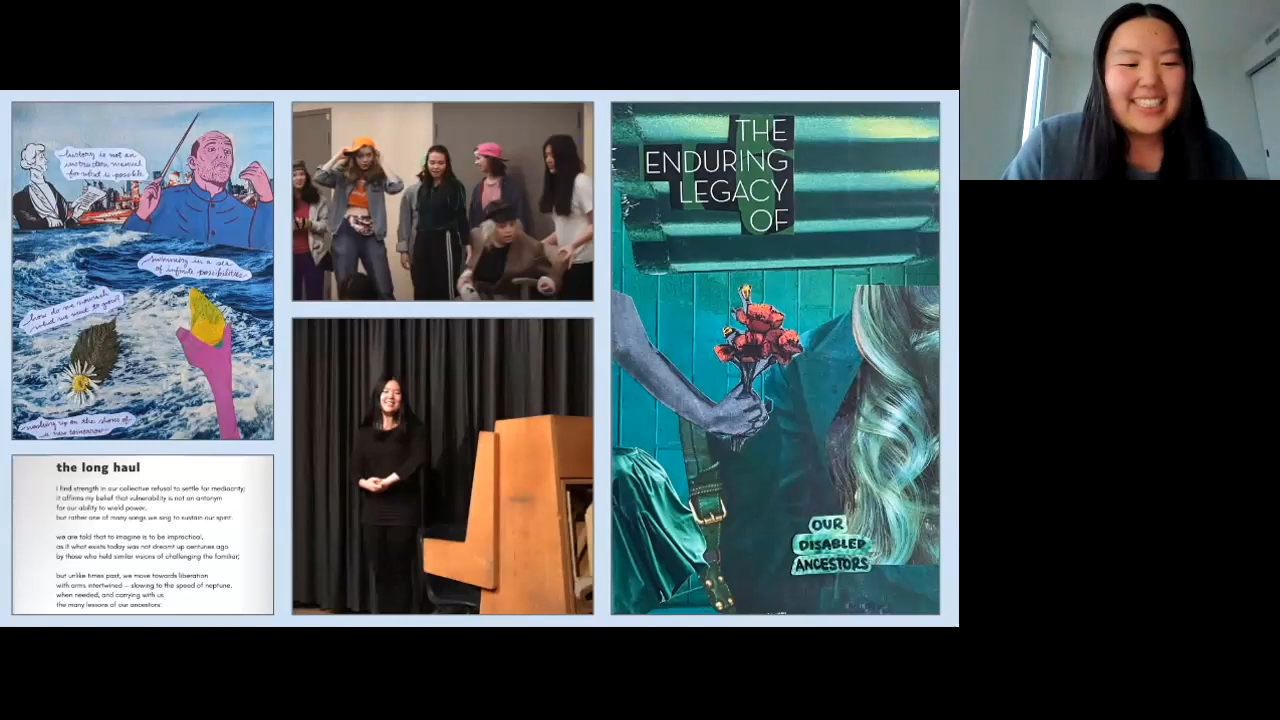 history is not an
instruction manual
for what is possible
swimming in a sea
of infinite possibilities
how do we nourish
what we want to grow?
washing up on the shores of
a new tomorrow
the long haul
i find strength in our collective refusal to settle for mediocrity;
it affirms my belief that vulnerability is not an antonym
for our ability to wield power,
but rather one of many songs we sing to sustain our spirit.
we are told that to imagine is to be impractical,
as if what exists today was not dreamt up centuries ago
by those who held similar visions of challenging the familiar;
but unlike times past, we move towards liberation
with arms intertwined — slowing to the speed of neptune,
when needed, and carrying with us
the many lessons of our ancestors
THE
ENDURING
LEGACY
OF
OUR
DISABLED
ANCESTORS